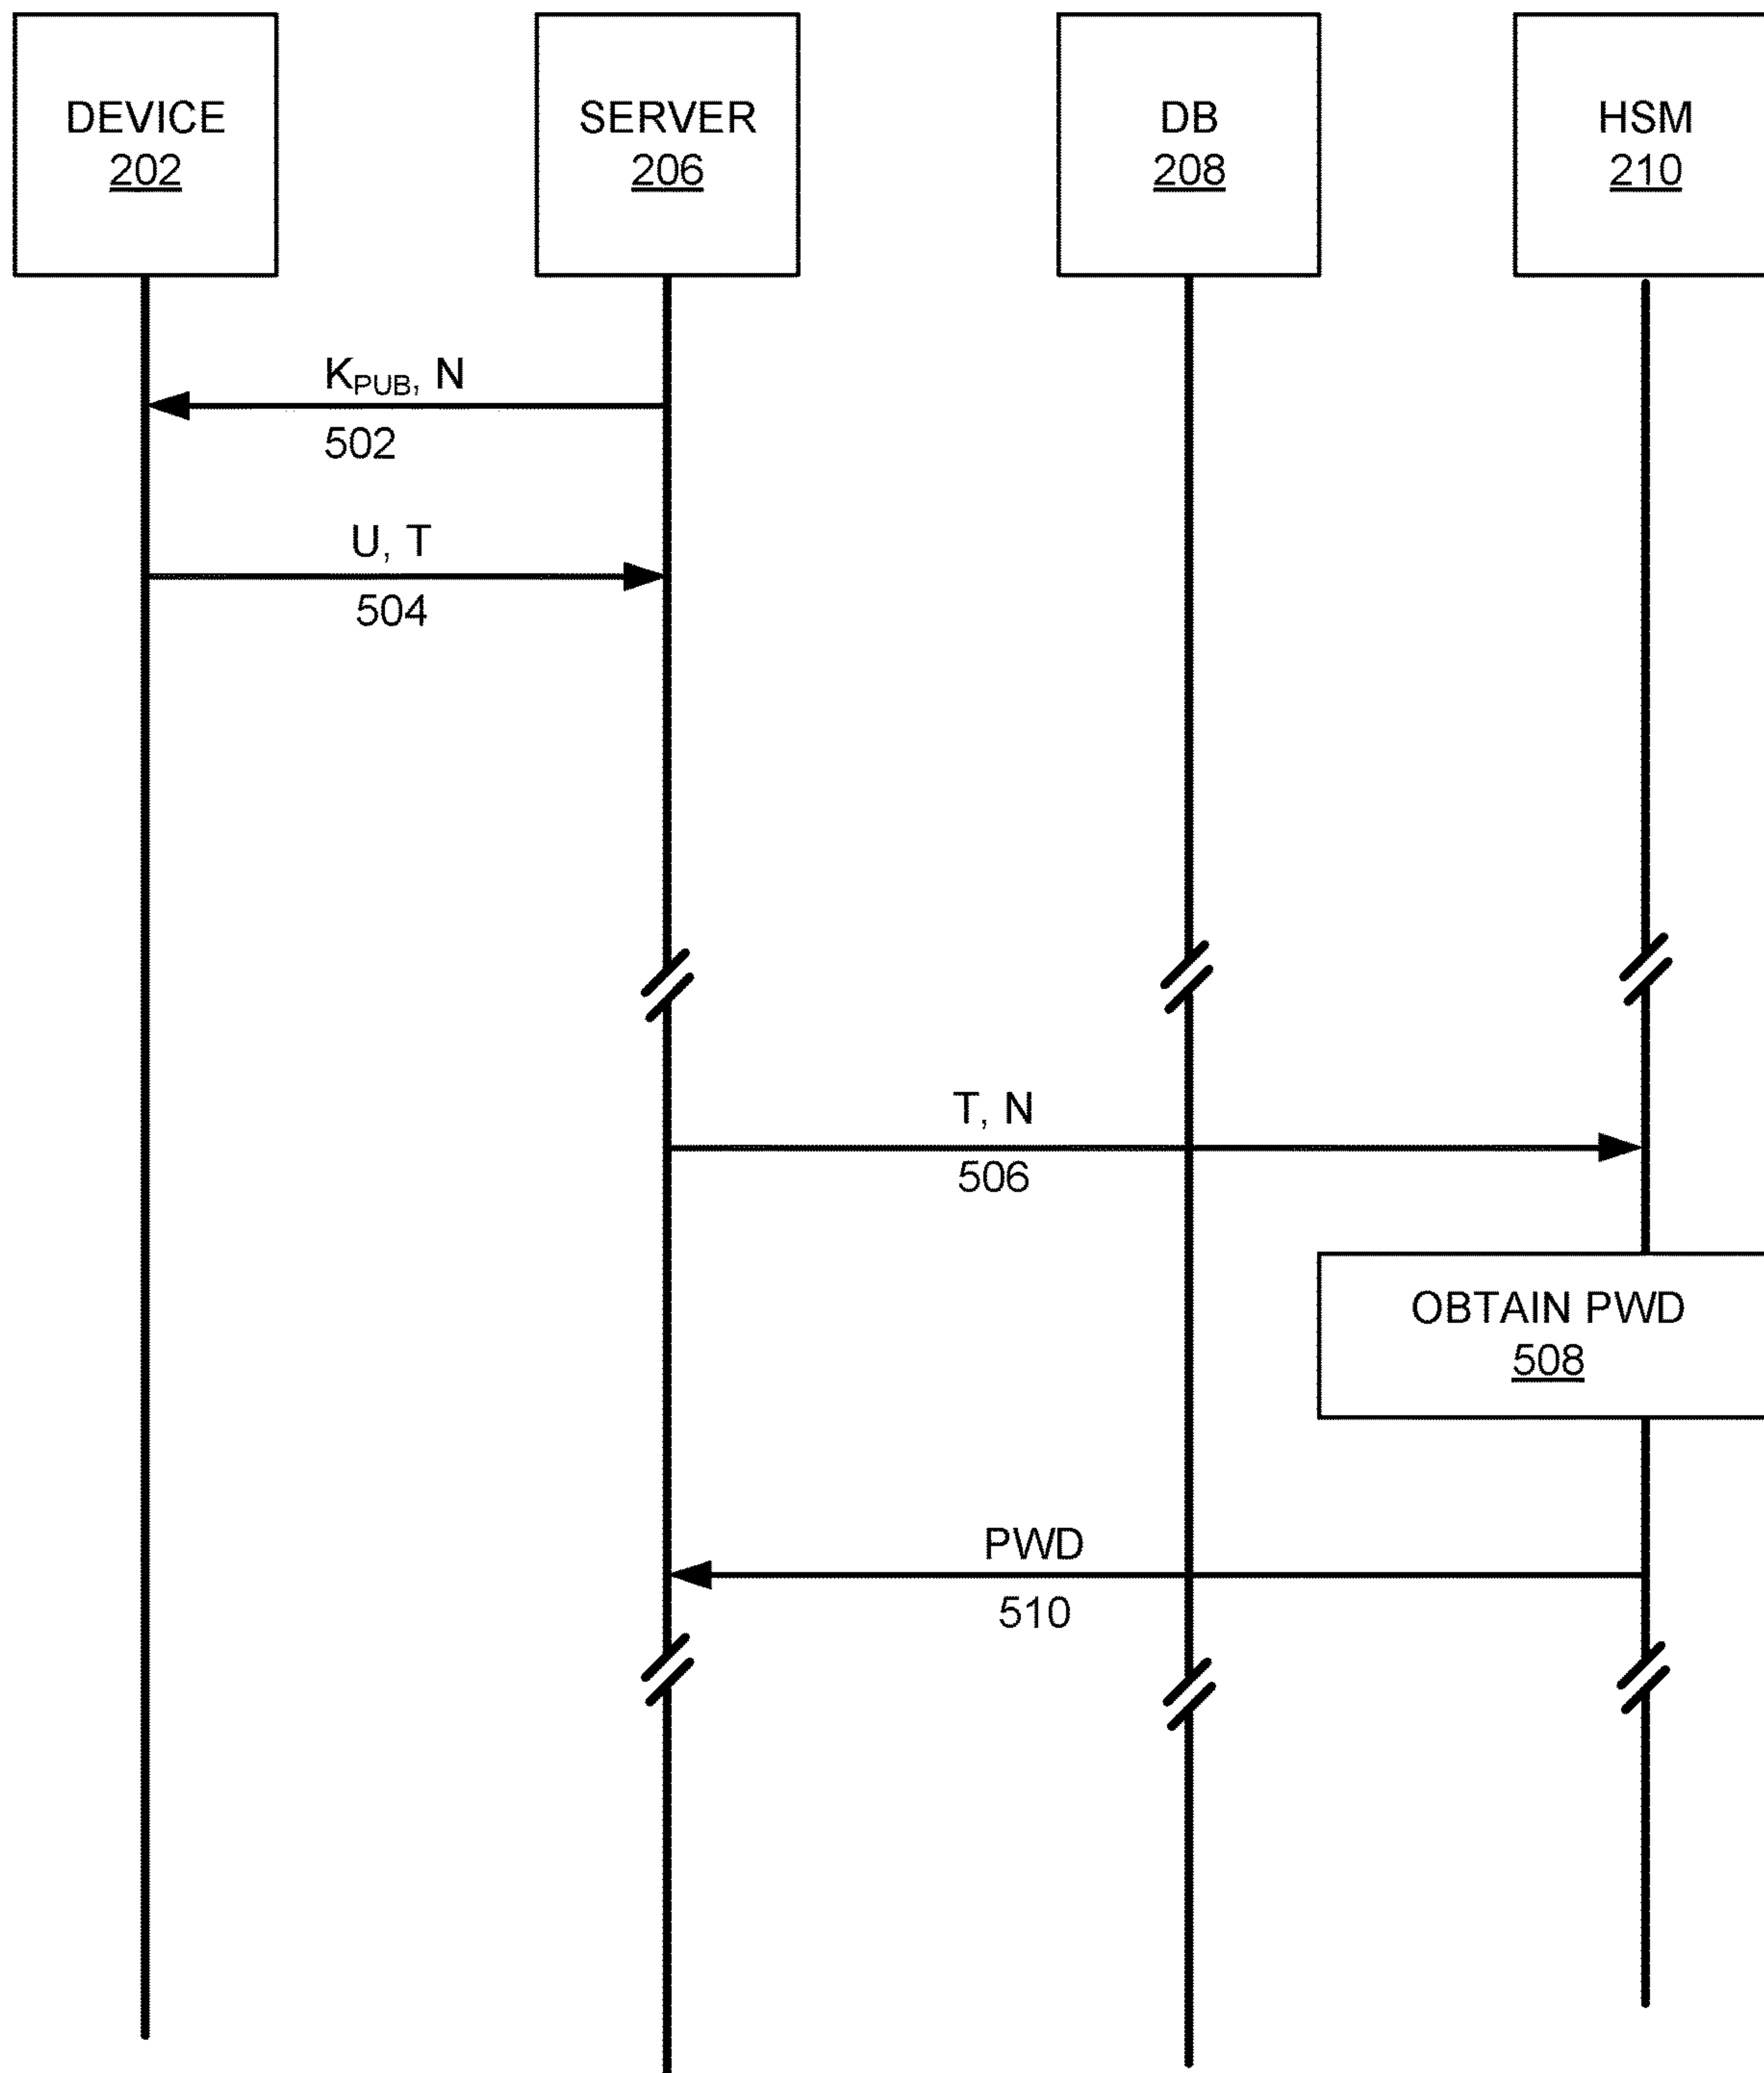 DEVICE
202
SERVER
206
DB
208
HSM
210
KPUB, N
502
U, T
504
T, N
506
OBTAIN PWD
508
PWD
510